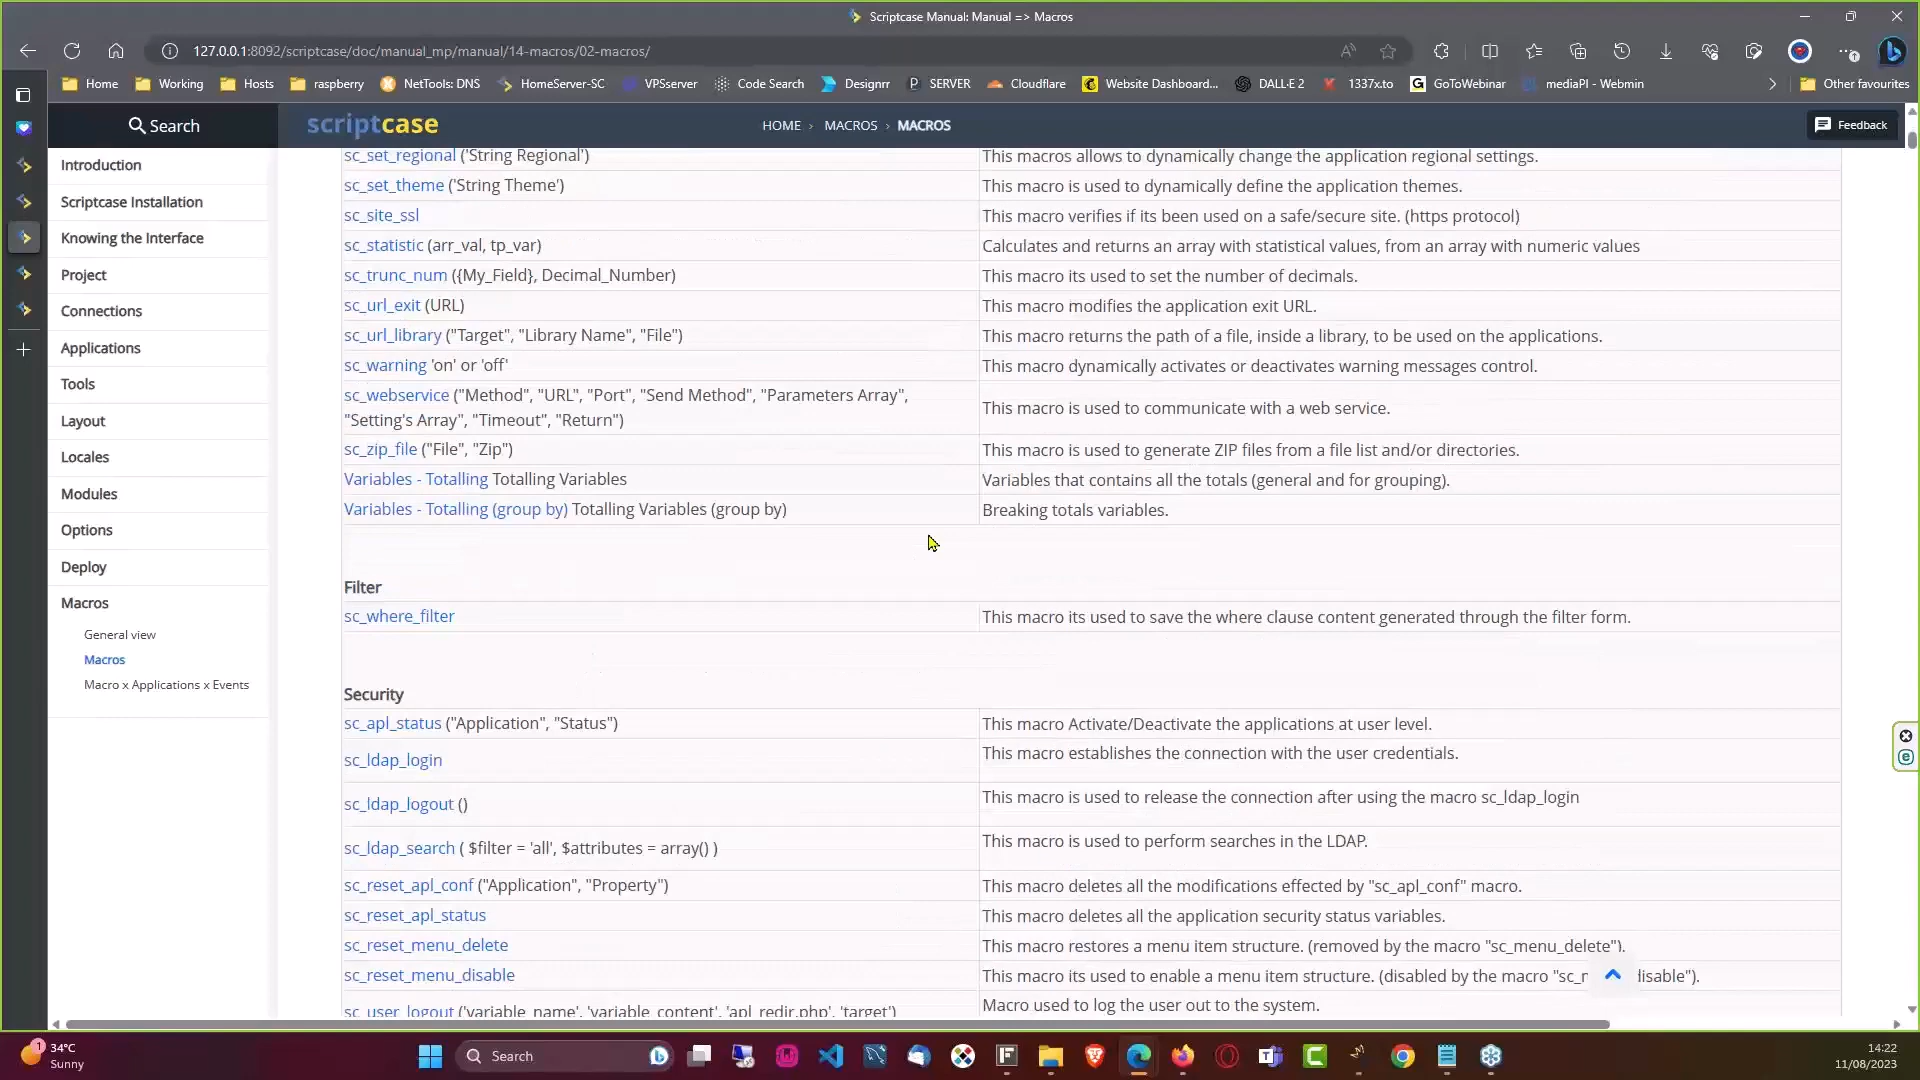 Scriptcase Manual: Manual => Macros
127.0.0.1:8092/scriptcase/doc/manual_mp/manual/14-macros/02-macros/
Home
Working
Hosts
raspberry
NetTools: DNS
HomeServer-SC
VPSserver
Code Search
Designrr
SERVER
Cloudflare
Website Dashboard...
DALL·E 2
1337x.to
GoToWebinar
mediaPI - Webmin
Other favourites
Search
scriptcase
HOME › MACROS › MACROS
Feedback
Introduction
Scriptcase Installation
Knowing the Interface
Project
Connections
Applications
Tools
Layout
Locales
Modules
Options
Deploy
Macros
General view
Macros
Macro x Applications x Events
sc_set_regional ('String Regional')
This macros allows to dynamically change the application regional settings.
sc_set_theme ('String Theme')
This macro is used to dynamically define the application themes.
sc_site_ssl
This macro verifies if its been used on a safe/secure site. (https protocol)
sc_statistic (arr_val, tp_var)
Calculates and returns an array with statistical values, from an array with numeric values
sc_trunc_num ({My_Field}, Decimal_Number)
This macro its used to set the number of decimals.
sc_url_exit (URL)
This macro modifies the application exit URL.
sc_url_library ("Target", "Library Name", "File")
This macro returns the path of a file, inside a library, to be used on the applications.
sc_warning 'on' or 'off'
This macro dynamically activates or deactivates warning messages control.
sc_webservice ("Method", "URL", "Port", "Send Method", "Parameters Array",
"Setting's Array", "Timeout", "Return")
This macro is used to communicate with a web service.
sc_zip_file ("File", "Zip")
This macro is used to generate ZIP files from a file list and/or directories.
Variables - Totalling Totalling Variables
Variables that contains all the totals (general and for grouping).
Variables - Totalling (group by) Totalling Variables (group by)
Breaking totals variables.
Filter
sc_where_filter
This macro its used to save the where clause content generated through the filter form.
Security
sc_apl_status ("Application", "Status")
This macro Activate/Deactivate the applications at user level.
sc_ldap_login
This macro establishes the connection with the user credentials.
sc_ldap_logout ()
This macro is used to release the connection after using the macro sc_ldap_login
sc_ldap_search ( $filter = 'all', $attributes = array() )
This macro is used to perform searches in the LDAP.
sc_reset_apl_conf ("Application", "Property")
This macro deletes all the modifications effected by "sc_apl_conf" macro.
sc_reset_apl_status
This macro deletes all the application security status variables.
sc_reset_menu_delete
This macro restores a menu item structure. (removed by the macro "sc_menu_delete").
sc_reset_menu_disable
This macro its used to enable a menu item structure. (disabled by the macro "sc_ disable").
sc_user_logout ('variable_name', 'variable_content', 'apl_redir.php', 'target')
Macro used to log the user out to the system.
1
34°C
Sunny
Search
14:22
11/08/2023